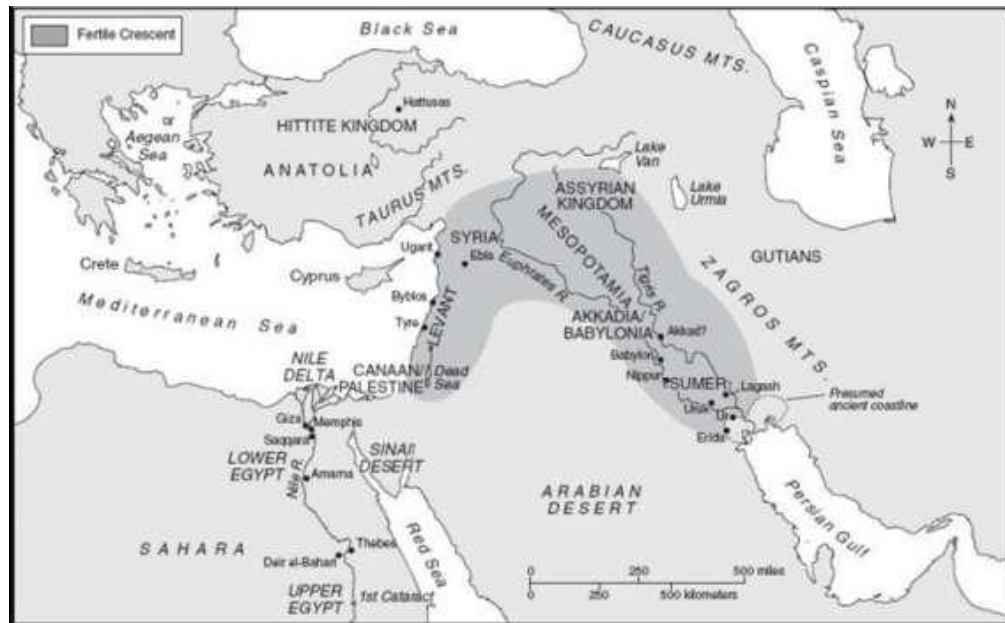 Fertile Crescent
Black Sea
CAUCASUS MTS.
Caspian Sea
N
W
E
S
Hattusas
HITTITE KINGDOM
Aegean
Sea
ANATOLIA
TAURUS MTS.
Lake
Van
ASSYRIAN
KINGDOM
Lake
Urmia
MESOPOTAMIA
SYRIA
Ugarit
Ebla
Euphrates R.
Tigris R.
GUTIANS
ZAGROS MTS.
Crete
Cyprus
Mediterranean Sea
Byblos
Tyre
LEVANT
AKKADIA/
BABYLONIA
Akkad?
Babylon
Nippur
SUMER
Lagash
Uruk
Ur
Eridu
Presumed
ancient coastline
NILE
DELTA
CANAAN/
PALESTINE
Dead
Sea
Giza
Memphis
Saqqara
SINAI
DESERT
LOWER
EGYPT
Nile R.
Amarna
ARABIAN
DESERT
Persian Gulf
SAHARA
Thebes
Deir al-Bahari
Red Sea
UPPER
EGYPT
1st Cataract
0 250 500 miles
0 250 500 kilometers